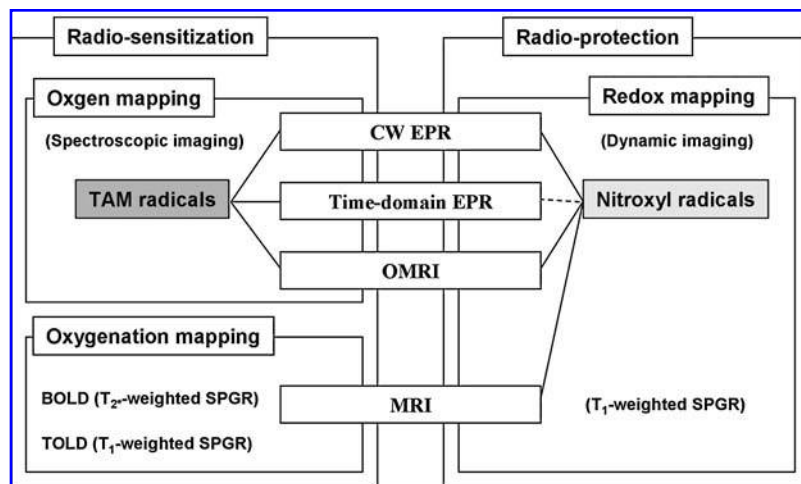 Radio-sensitization
Radio-protection
Oxgen mapping
Redox mapping
(Spectroscopic imaging)
CW EPR
(Dynamic imaging)
TAM radicals
Time-domain EPR
Nitroxyl radicals
OMRI
Oxygenation mapping
BOLD (T2*-weighted SPGR)
MRI
(T1-weighted SPGR)
TOLD (T1-weighted SPGR)